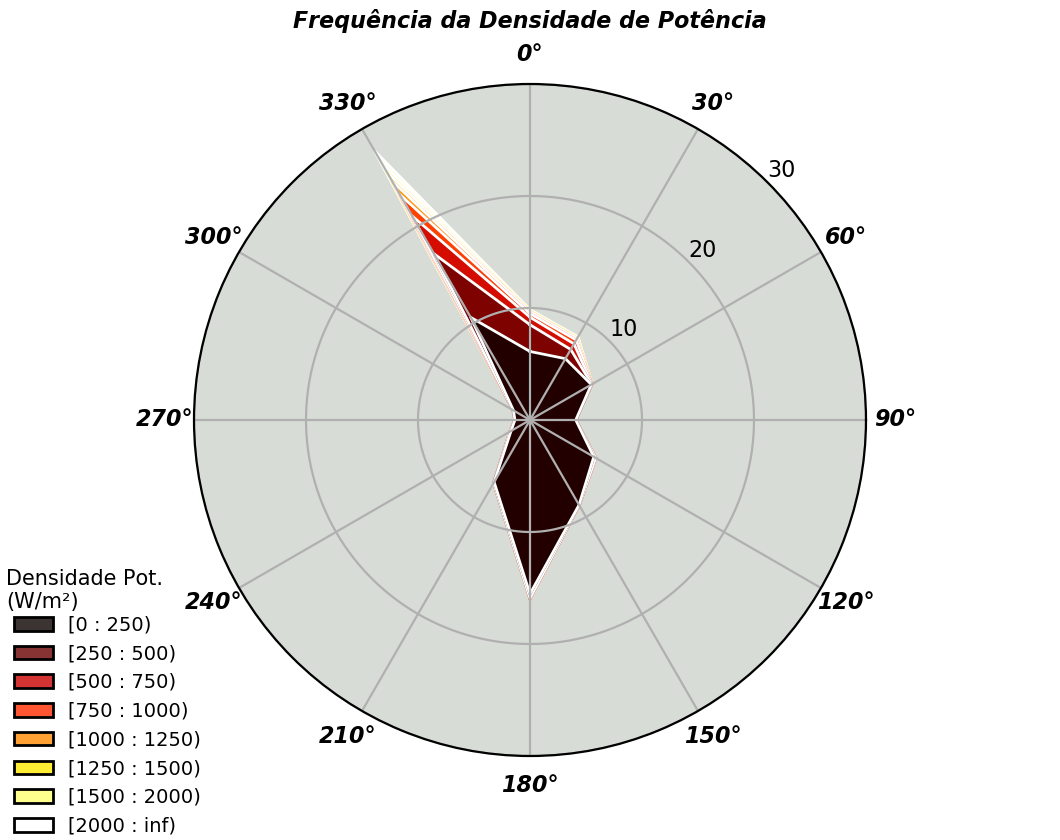 Frequência da Densidade de Potência
0°
330°
30°
30
300°
60°
20
10
270°
90°
240°
120°
210°
150°
180°
Densidade Pot.
(W/m²)
[0 : 250)
[250 : 500)
[500 : 750)
[750 : 1000)
[1000 : 1250)
[1250 : 1500)
[1500 : 2000)
[2000 : inf)